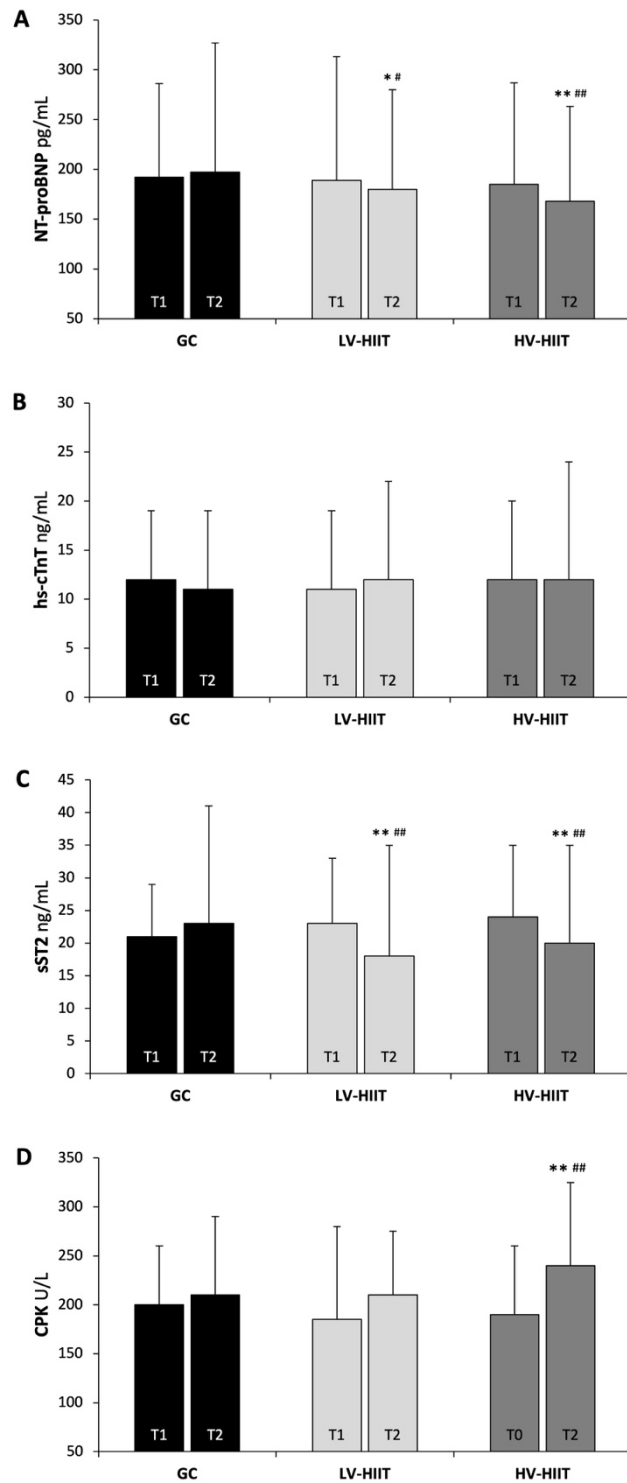 A
NT-proBNP pg/mL
350
300
250
200
150
100
50
* #
** ##
T1 T2 T1 T2 T1 T2
GC LV-HIIT HV-HIIT
B
hs-cTnT ng/mL
30
25
20
15
10
5
0
T1 T2 T1 T2 T1 T2
GC LV-HIIT HV-HIIT
C
sST2 ng/mL
45
40
35
30
25
20
15
10
5
0
** ##
** ##
T1 T2 T1 T2 T1 T2
GC LV-HIIT HV-HIIT
D
CPK U/L
350
300
250
200
150
100
50
** ##
T1 T2 T1 T2 T0 T2
GC LV-HIIT HV-HIIT